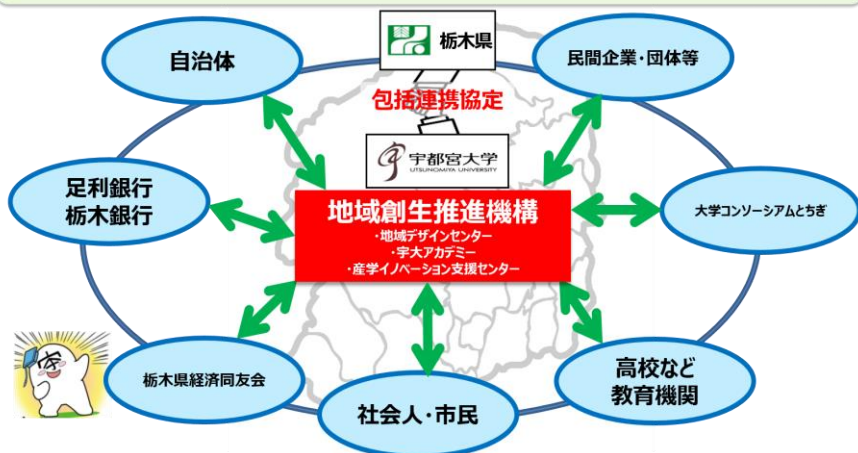 栃木県
自治体
民間企業・団体等
包括連携協定
宇都宮大学
UTSUNOMIYA UNIVERSITY
足利銀行
栃木銀行
地域創生推進機構
・地域デザインセンター
・宇大アカデミー
・産学イノベーション支援センター
大学コンソーシアムとちぎ
栃木県経済同友会
高校など
教育機関
社会人・市民